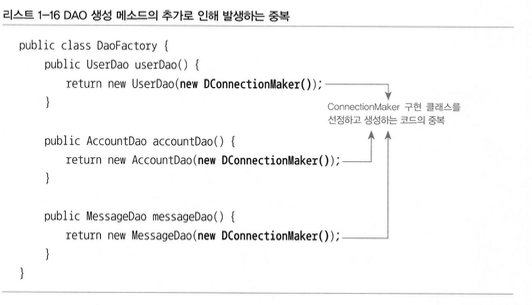 리스트 1-16 DAO 생성 메소드의 추가로 인해 발생하는 중복
public class DaoFactory {
public UserDao userDao() {
return new UserDao(new DConnectionMaker());
}
ConnectionMaker 구현 클래스를
선정하고 생성하는 코드의 중복
public AccountDao accountDao() {
return new AccountDao(new DConnectionMaker());
}
public MessageDao messageDao() {
return new MessageDao(new DConnectionMaker());
}
}